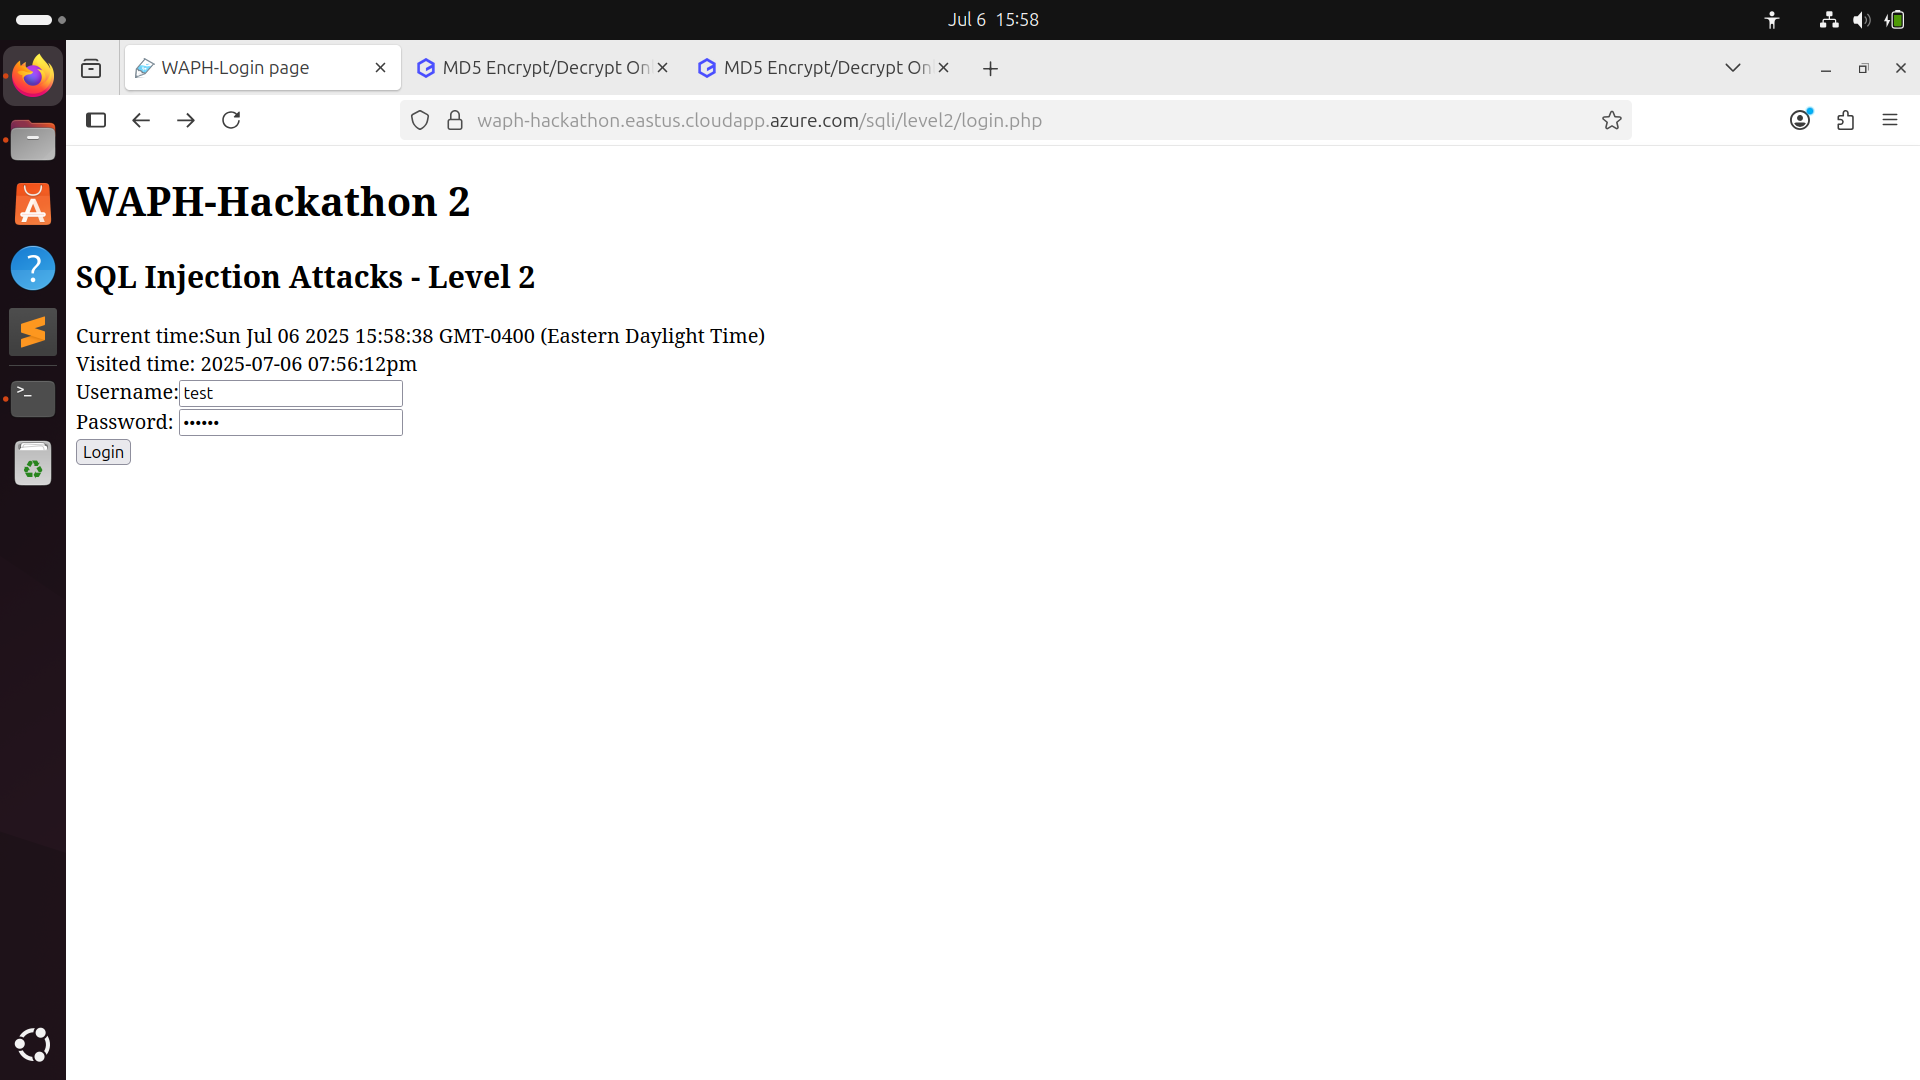 Jul 6 15:58
WAPH-Login page
MD5 Encrypt/Decrypt On
MD5 Encrypt/Decrypt On
waph-hackathon.eastus.cloudapp.azure.com/sqli/level2/login.php
WAPH-Hackathon 2
SQL Injection Attacks - Level 2
Current time:Sun Jul 06 2025 15:58:38 GMT-0400 (Eastern Daylight Time)
Visited time: 2025-07-06 07:56:12pm
Username: test
Password: ••••••
Login